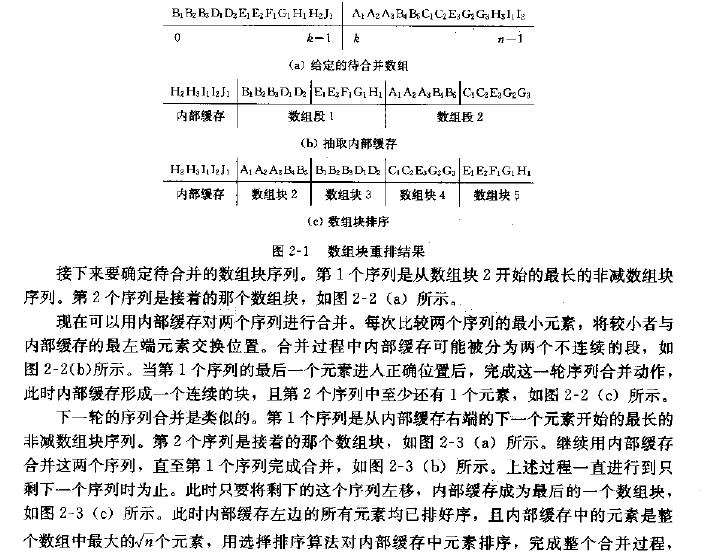 B₁B₂B₃D₁D₂E₁E₂F₁G₁H₁H₂J₁ A₁A₂A₃B₄B₅C₁C₂E₃G₂G₃H₃I₁I₂
0 k-1 k n-1
(a) 给定的待合并数组
H₂H₃I₁I₂J₁ B₁B₂B₃D₁D₂ E₁E₂F₁G₁H₁ A₁A₂A₃B₄B₅ C₁C₂E₃G₂G₃
内部缓存 数组段 1 数组段 2
(b) 抽取内部缓存
H₂H₃I₁I₂J₁ A₁A₂A₃B₄B₅ B₁B₂B₃D₁D₂ C₁C₂E₃G₂G₃ E₁E₂F₁G₁H₁
内部缓存 数组块 2 数组块 3 数组块 4 数组块 5
(c) 数组块排序
图 2-1 数组块重排结果
接下来要确定待合并的数组块序列。第 1 个序列是从数组块 2 开始的最长的非减数组块
序列。第 2 个序列是接着的那个数组块，如图 2-2 (a) 所示。
现在可以用内部缓存对两个序列进行合并。每次比较两个序列的最小元素，将较小者与
内部缓存的最左端元素交换位置。合并过程中内部缓存可能被分为两个不连续的段，如
图 2-2(b)所示。当第 1 个序列的最后一个元素进入正确位置后，完成这一轮序列合并动作，
此时内部缓存形成一个连续的块，且第 2 个序列中至少还有 1 个元素，如图 2-2 (c) 所示。
下一轮的序列合并是类似的。第 1 个序列是从内部缓存右端的下一个元素开始的最长的
非减数组块序列。第 2 个序列是接着的那个数组块，如图 2-3 (a) 所示。继续用内部缓存
合并这两个序列，直至第 1 个序列完成合并，如图 2-3 (b) 所示。上述过程一直进行到只
剩下一个序列时为止。此时只要将剩下的这个序列左移，内部缓存成为最后的一个数组块，
如图 2-3 (c) 所示。此时内部缓存左边的所有元素均已排好序，且内部缓存中的元素是整
个数组中最大的√n个元素，用选择排序算法对内部缓存中元素排序，完成整个合并过程，